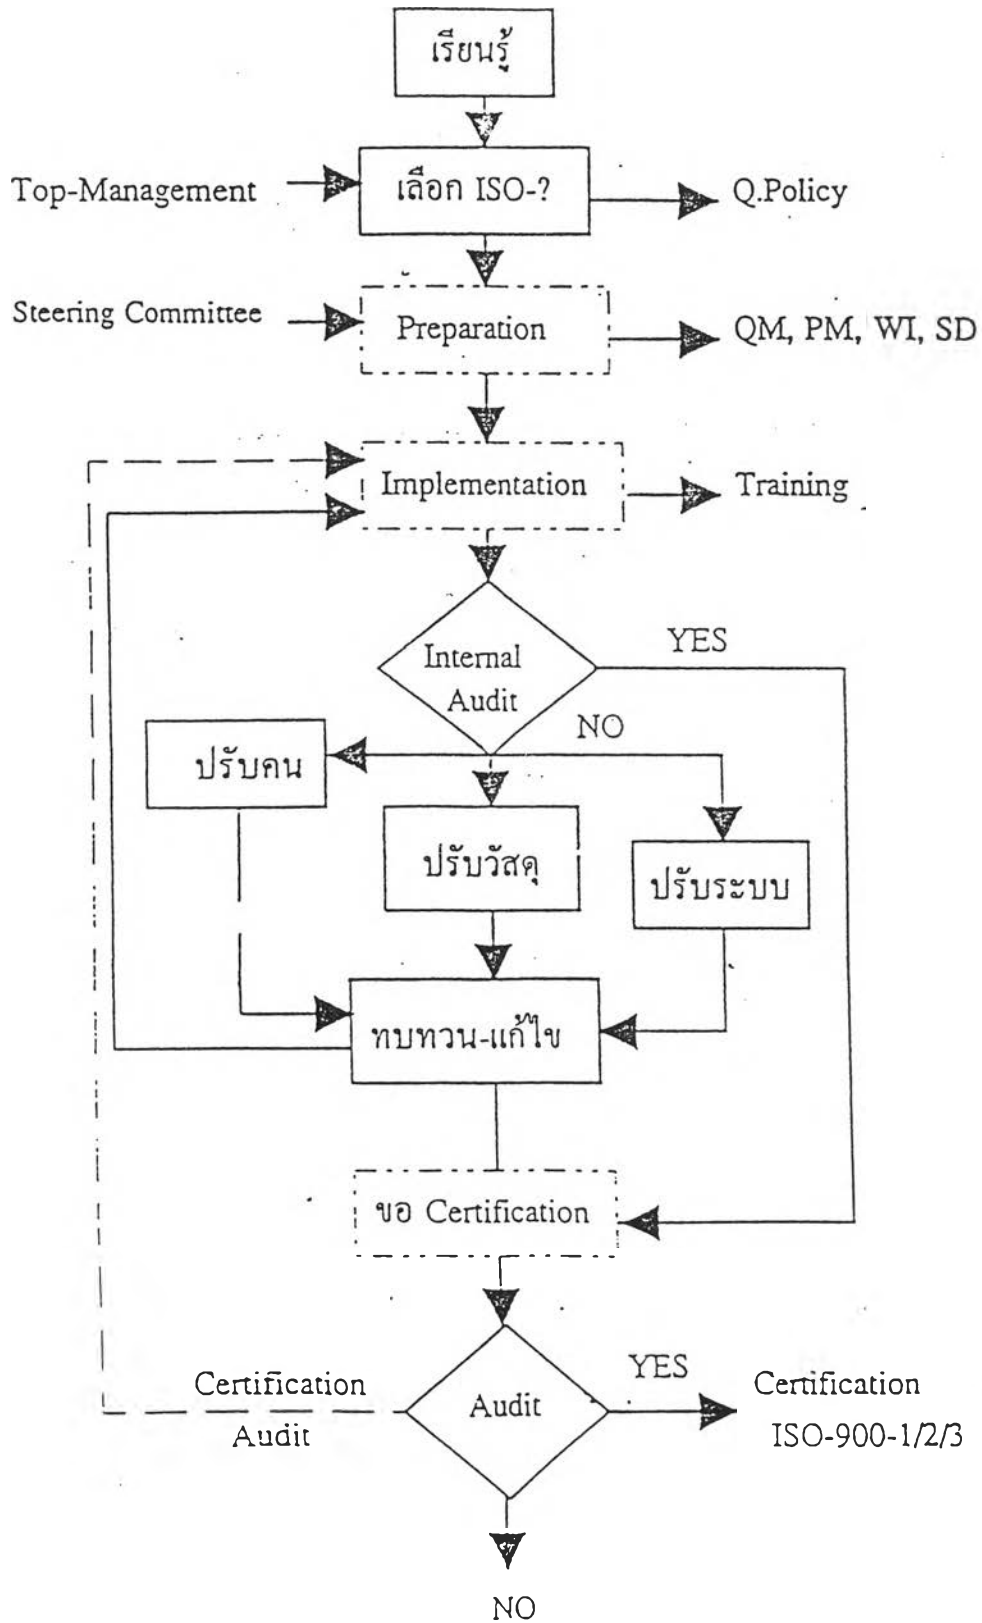 เรียนรู้
Top-Management
เลือก ISO-?
Q.Policy
Steering Committee
Preparation
QM, PM, WI, SD
Implementation
Training
Internal
Audit
YES
NO
ปรับคน
ปรับวัสดุ
ปรับระบบ
ทบทวน-แก้ไข
ขอ Certification
Certification
Audit
Audit
YES
Certification
ISO-900-1/2/3
NO